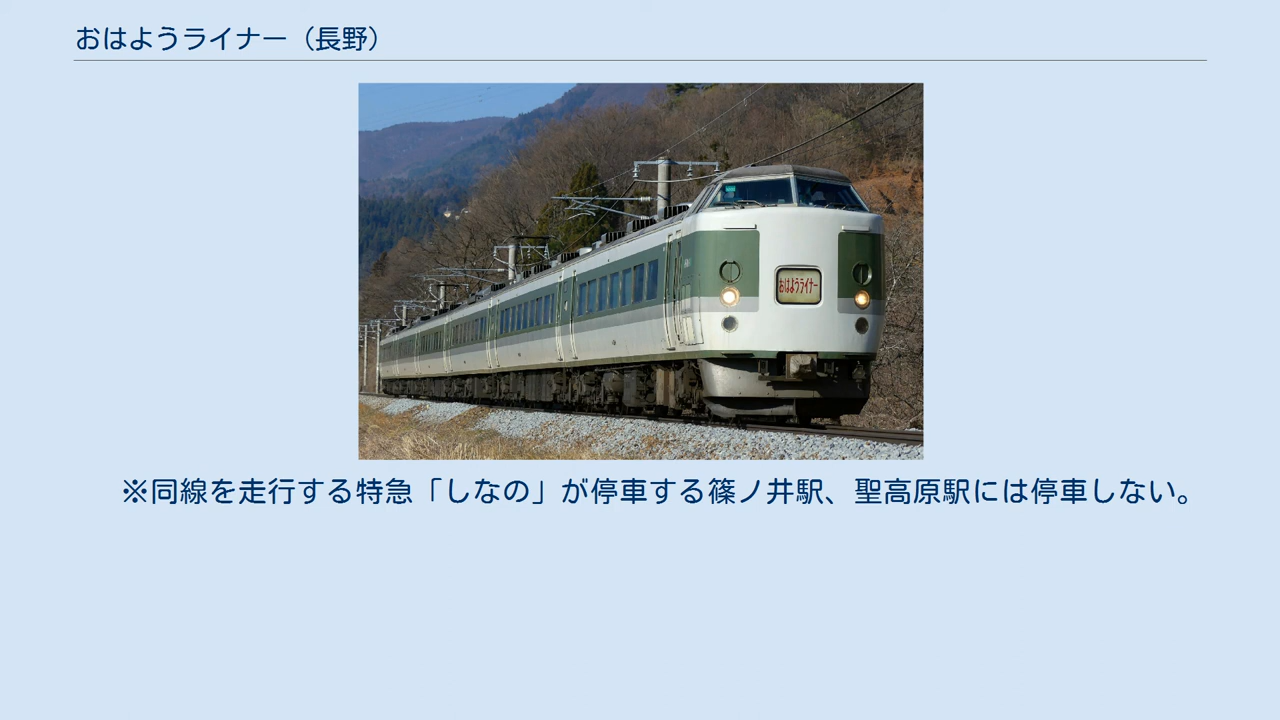 おはようライナー（長野）
おはようライナー
※同線を走行する特急「しなの」が停車する篠ノ井駅、聖高原駅には停車しない。